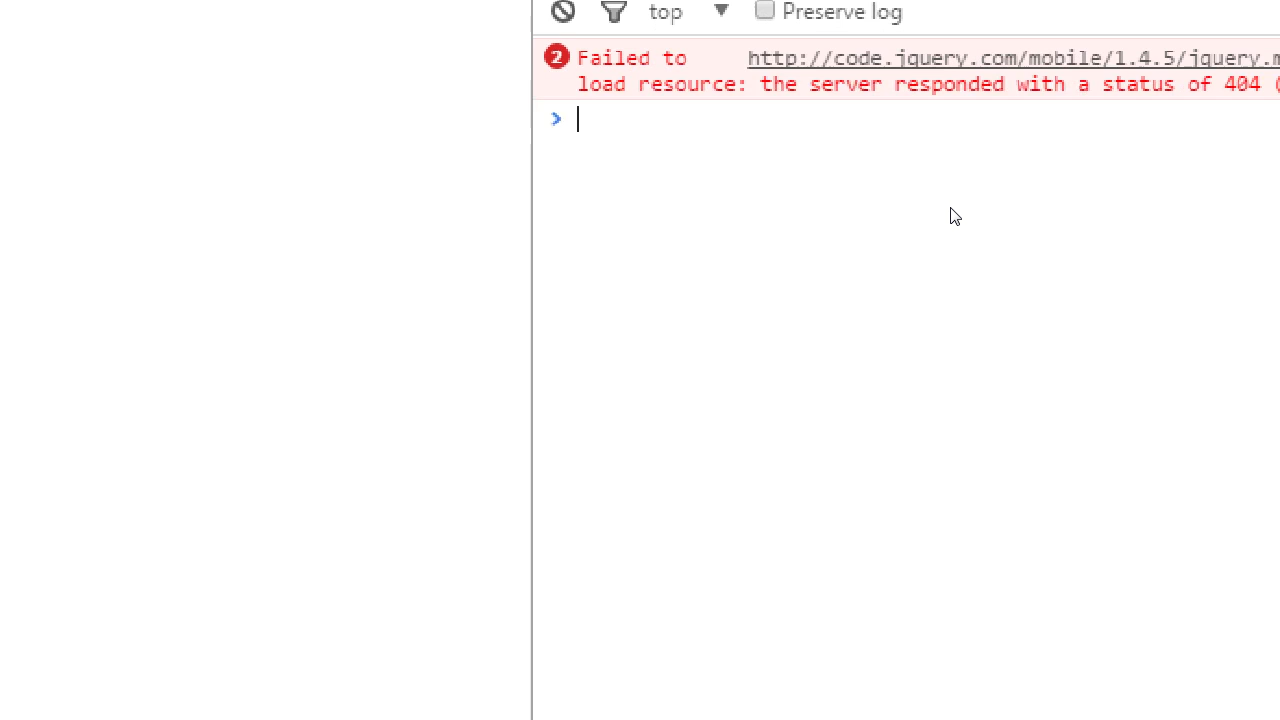 top Preserve log
2 Failed to http://code.jquery.com/mobile/1.4.5/jquery.m
load resource: the server responded with a status of 404 (